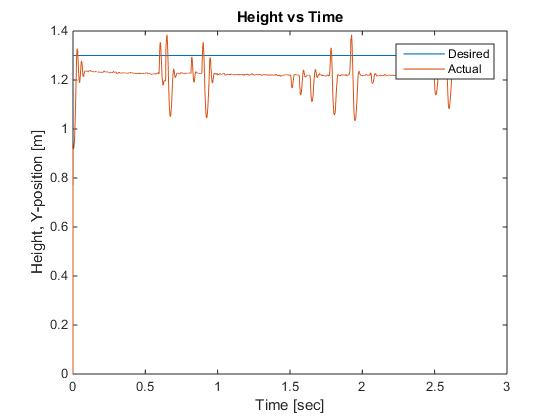 Height vs Time
Desired
Actual
Height, Y-position [m]
1.4
1.2
1
0.8
0.6
0.4
0.2
0
0 0.5 1 1.5 2 2.5 3
Time [sec]